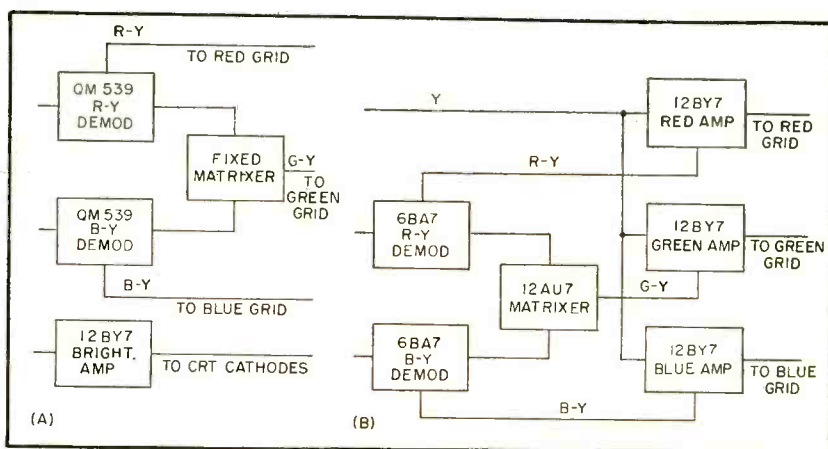 R-Y
TO RED GRID
QM 539
R-Y
DEMOD
FIXED
MATRIXER
G-Y
TO
GREEN
GRID
QM 539
B-Y
DEMOD
B-Y
TO BLUE GRID
12BY7
BRIGHT.
AMP
TO CRT CATHODES
(A)
Y
12BY7
RED AMP
TO RED
GRID
R-Y
6BA7
R-Y
DEMOD
12BY7
GREEN AMP
TO GREEN
GRID
G-Y
12AU7
MATRIXER
6BA7
B-Y
DEMOD
12BY7
BLUE AMP
TO BLUE
GRID
B-Y
(B)